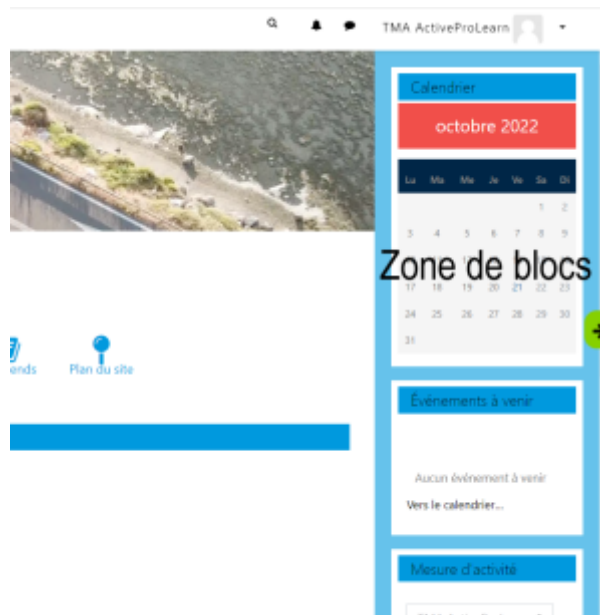 TMA ActiveProLearn
Calendrier
octobre 2022
Lu Ma Me Je Ve Sa Di
1 2
3 4 5 6 7 8 9
Zone de blocs
17 18 19 20 21 22 23
24 25 26 27 28 29 30
31
ends Plan du site
Événements à venir
Aucun événement à venir
Vers le calendrier...
Mesure d'activité